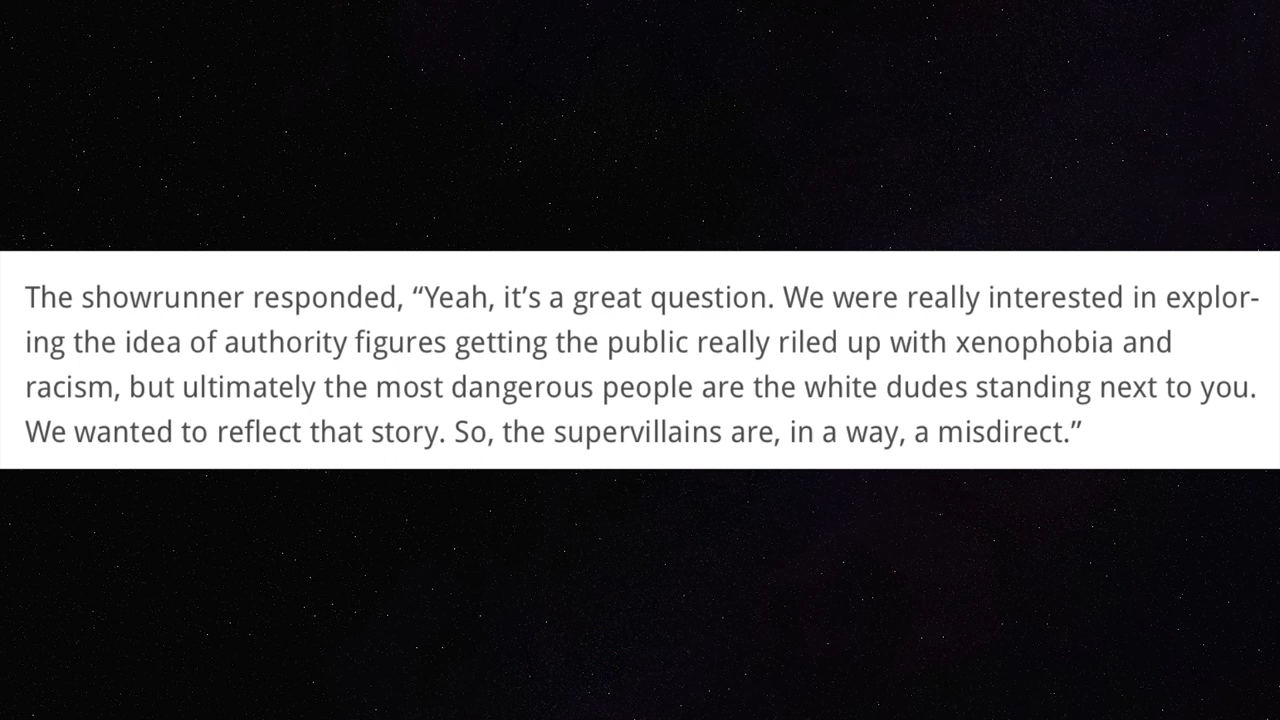 The showrunner responded, “Yeah, it’s a great question. We were really interested in explor-
ing the idea of authority figures getting the public really riled up with xenophobia and
racism, but ultimately the most dangerous people are the white dudes standing next to you.
We wanted to reflect that story. So, the supervillains are, in a way, a misdirect.”